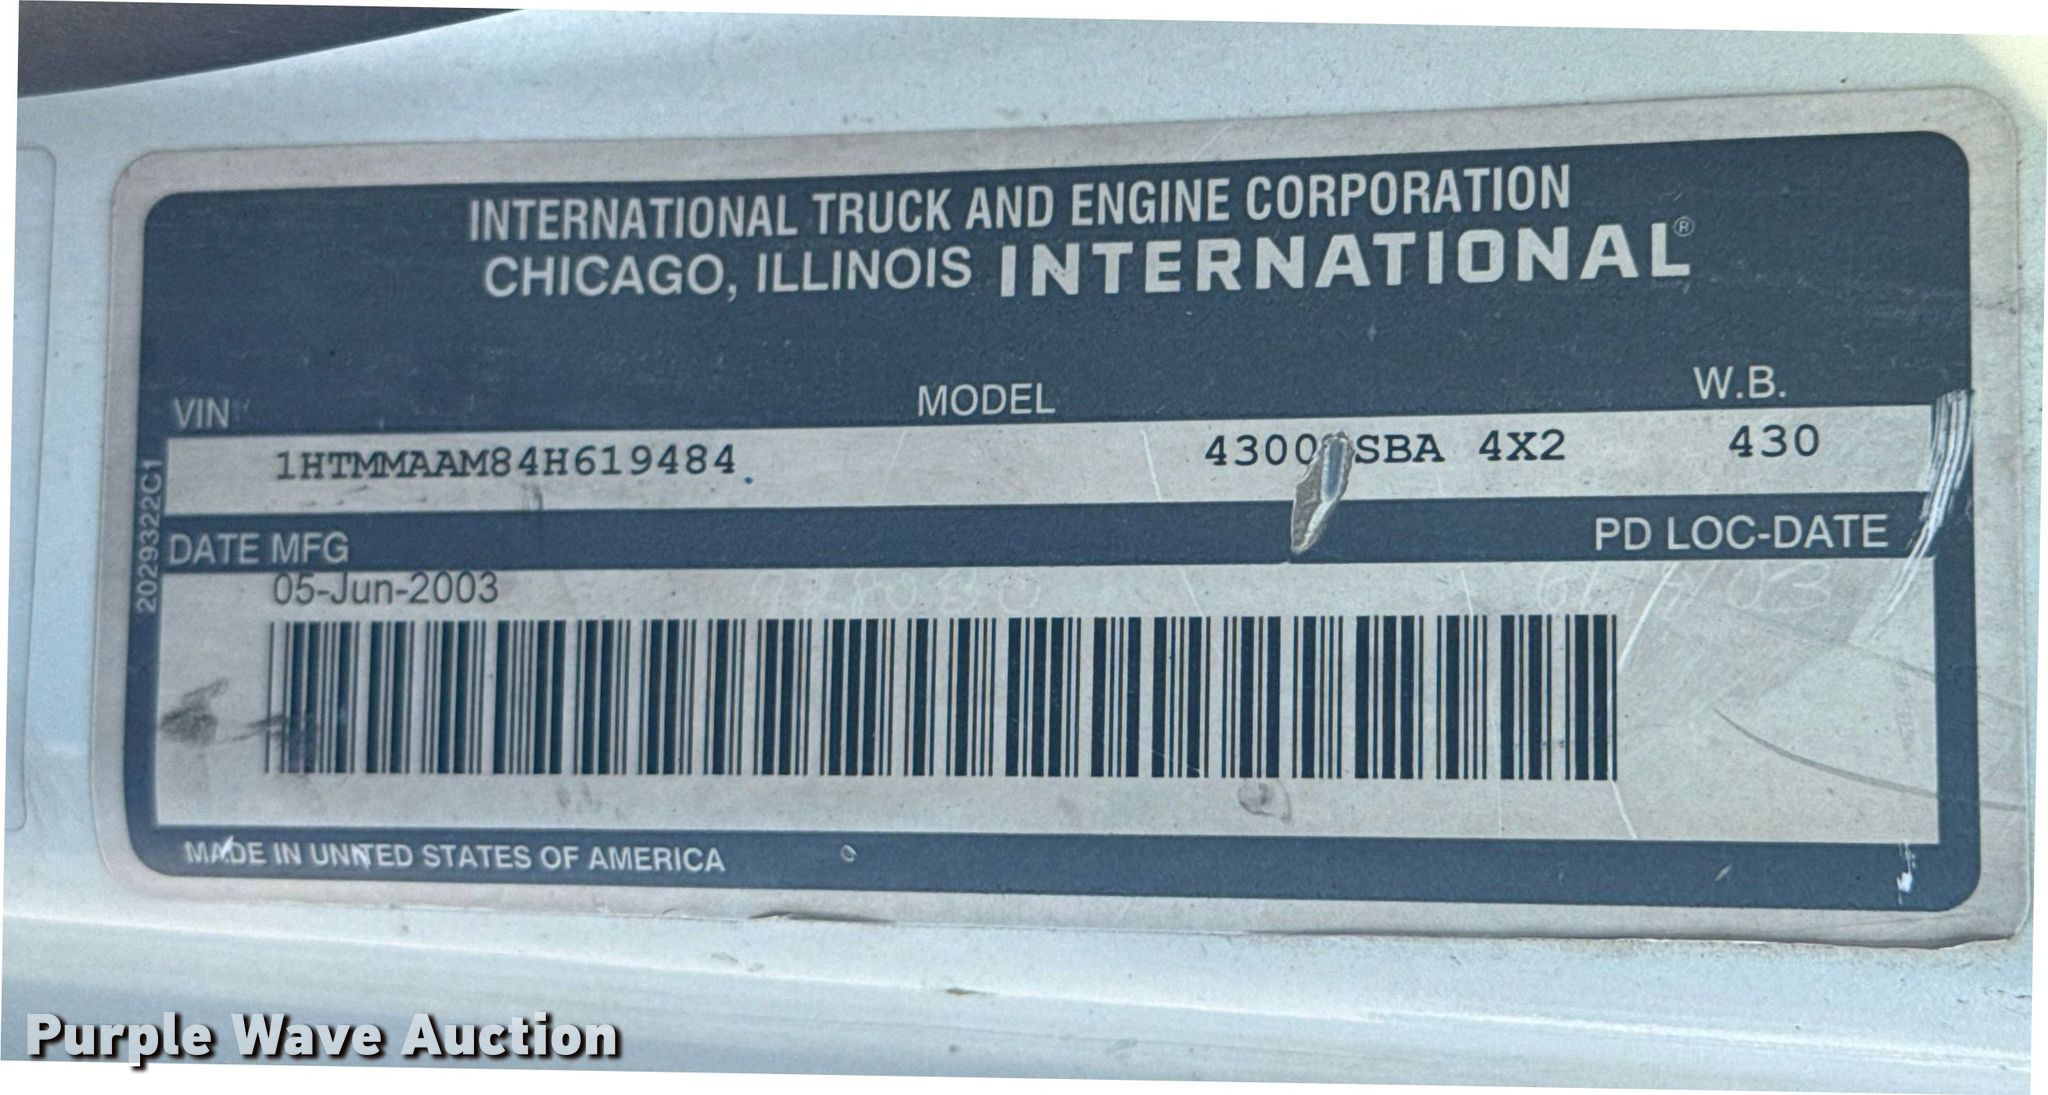 INTERNATIONAL TRUCK AND ENGINE CORPORATION
CHICAGO, ILLINOIS INTERNATIONAL®
VIN MODEL W.B.
1HTMMAAM84H619484 4300 SBA 4X2 430
DATE MFG PD LOC-DATE
05-Jun-2003
2029322C1
MADE IN UNITED STATES OF AMERICA
Purple Wave Auction